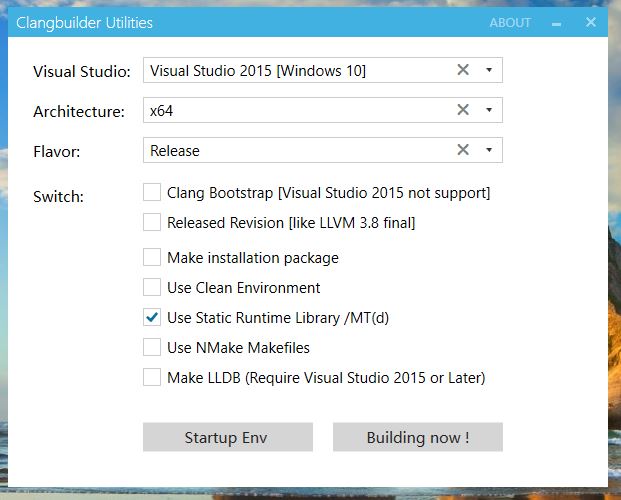 Clangbuilder Utilities ABOUT
Visual Studio: Visual Studio 2015 [Windows 10]
Architecture: x64
Flavor: Release
Switch: Clang Bootstrap [Visual Studio 2015 not support]
Released Revision [like LLVM 3.8 final]
Make installation package
Use Clean Environment
Use Static Runtime Library /MT(d)
Use NMake Makefiles
Make LLDB (Require Visual Studio 2015 or Later)
Startup Env Building now !